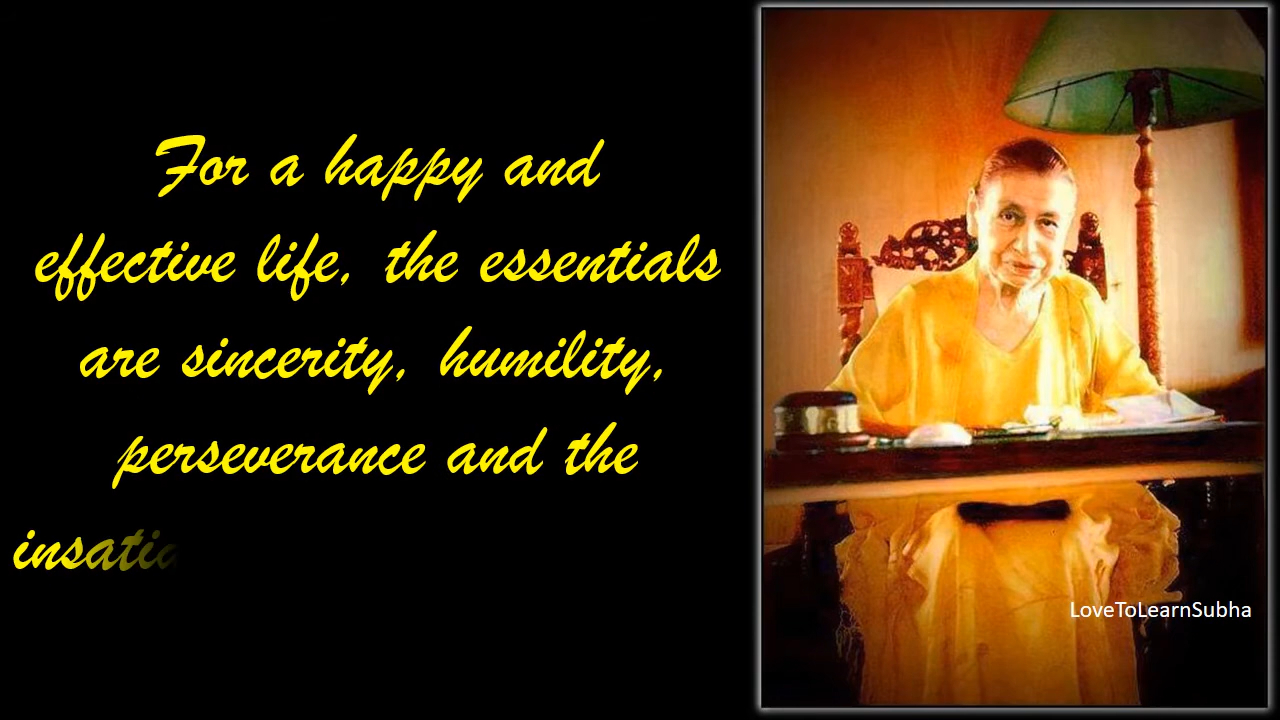 For a happy and
effective life, the essentials
are sincerity, humility,
perseverance and the
LoveToLearnSubha